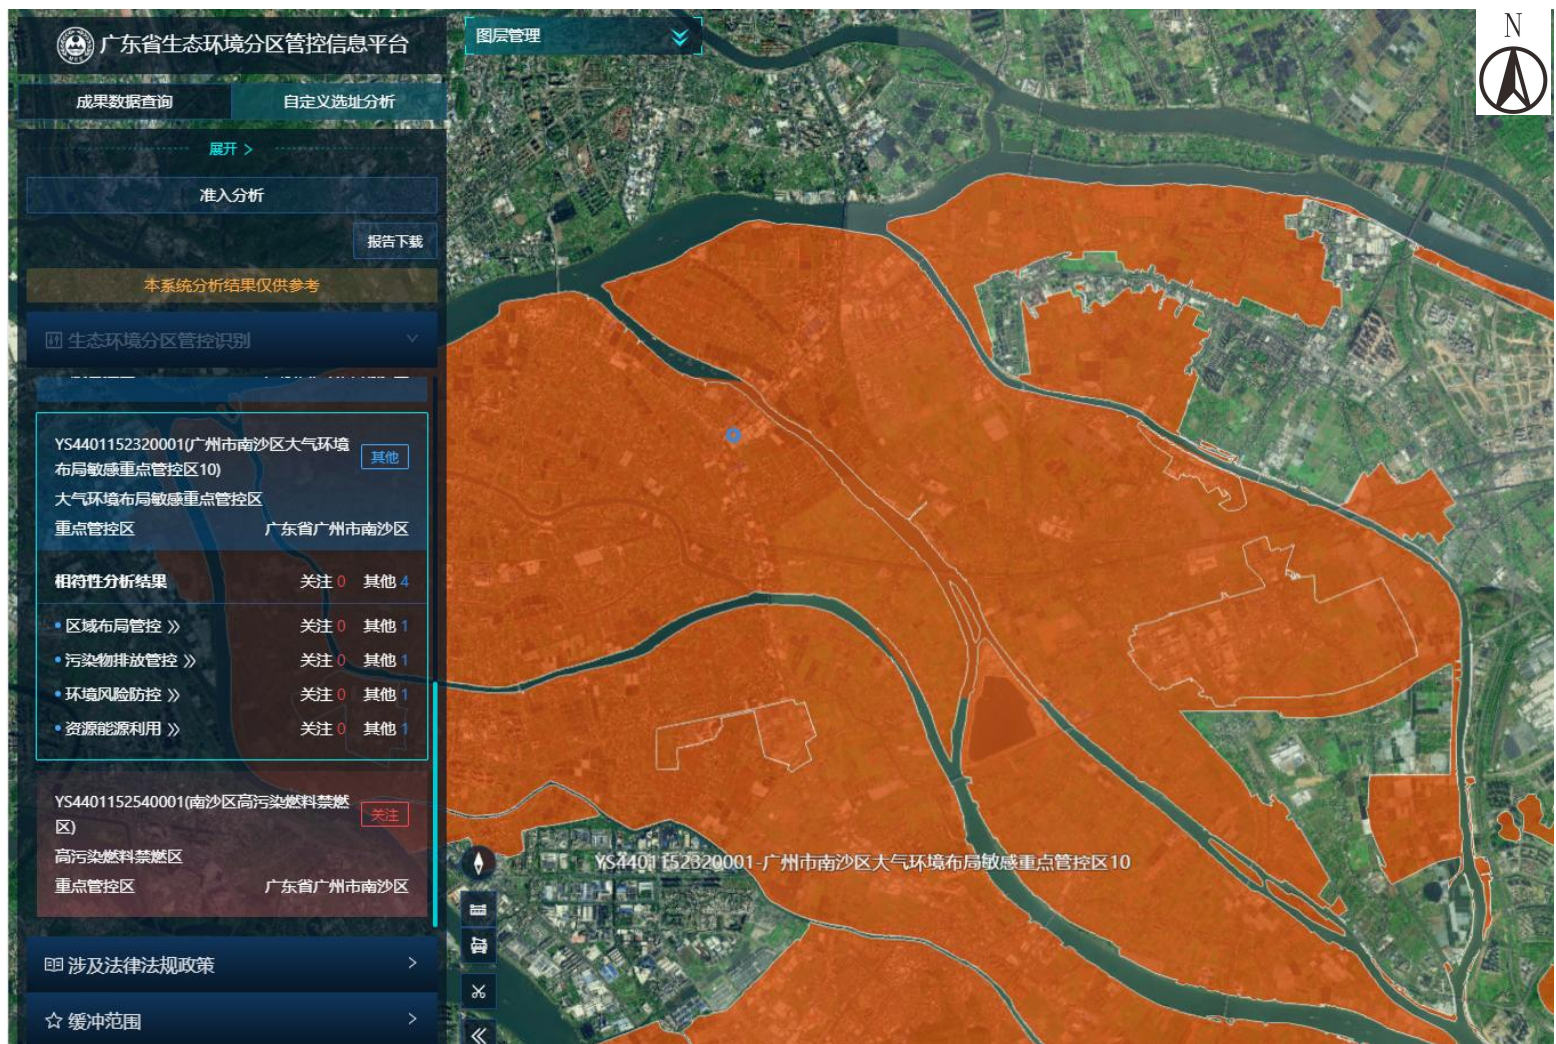 广东省生态环境分区管控信息平台
成果数据查询 自定义选址分析
展开 >
准入分析
报告下载
本系统分析结果仅供参考
生态环境分区管控识别
YS4401152320001(广州市南沙区大气环境
布局敏感重点管控区10)
其他
大气环境布局敏感重点管控区
重点管控区 广东省广州市南沙区
相符性分析结果 关注 0 其他 4
区域布局管控 » 关注 0 其他 1
污染物排放管控 » 关注 0 其他 1
环境风险防控 » 关注 0 其他 1
资源能源利用 » 关注 0 其他 1
YS4401152540001(南沙区高污染燃料禁燃
区)
关注
高污染燃料禁燃区
重点管控区 广东省广州市南沙区
涉及法律法规政策 >
缓冲范围 >
图层管理
N
YS4401152320001-广州市南沙区大气环境布局敏感重点管控区10